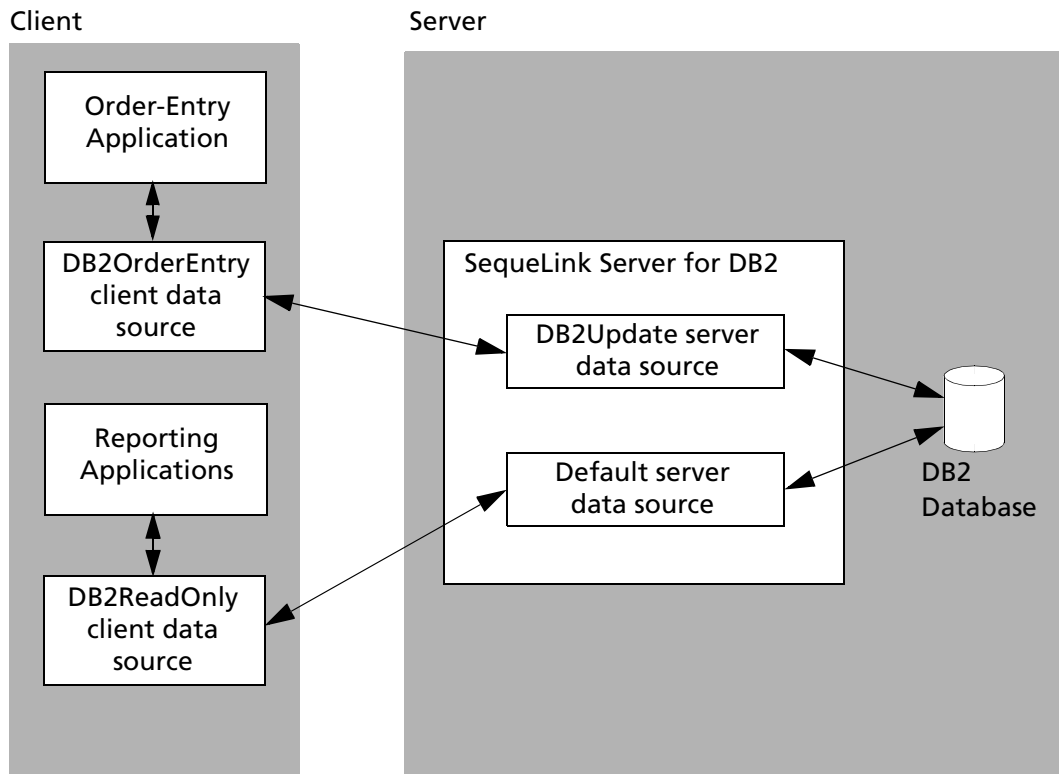 Client
Order-Entry
Application
DB2OrderEntry
client data
source
Reporting
Applications
DB2ReadOnly
client data
source
Server
SequeLink Server for DB2
DB2Update server
data source
Default server
data source
DB2
Database